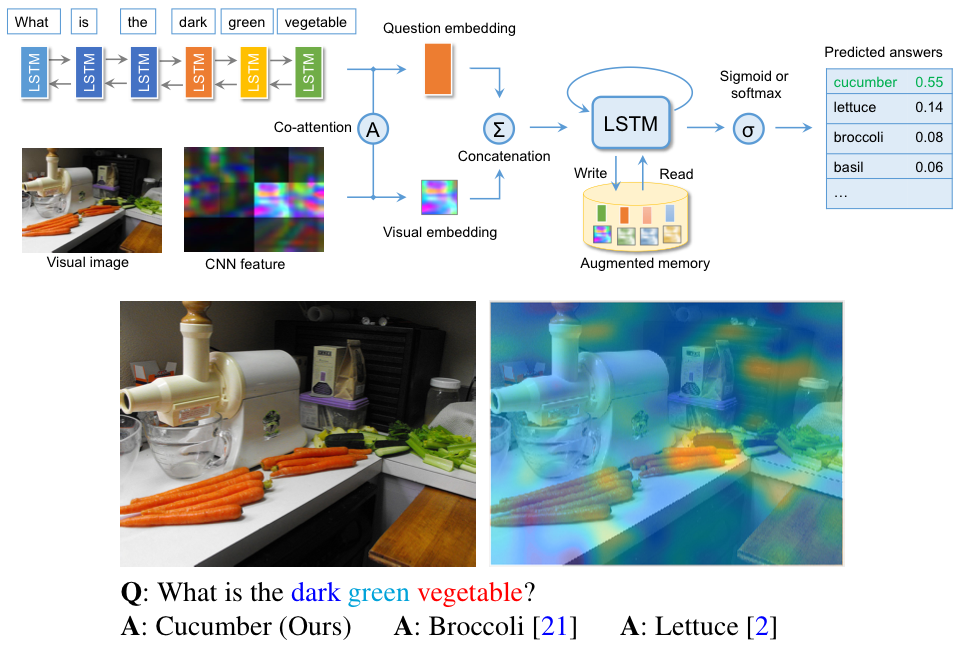 What is the dark green vegetable
LSTM LSTM LSTM LSTM LSTM LSTM
Question embedding
Co-attention
A
Σ
Concatenation
Visual embedding
Visual image
CNN feature
LSTM
Write
Read
Augmented memory
Sigmoid or
softmax
σ
Predicted answers
cucumber 0.55
lettuce 0.14
broccoli 0.08
basil 0.06
...
Q: What is the dark green vegetable?
A: Cucumber (Ours) A: Broccoli [21] A: Lettuce [2]